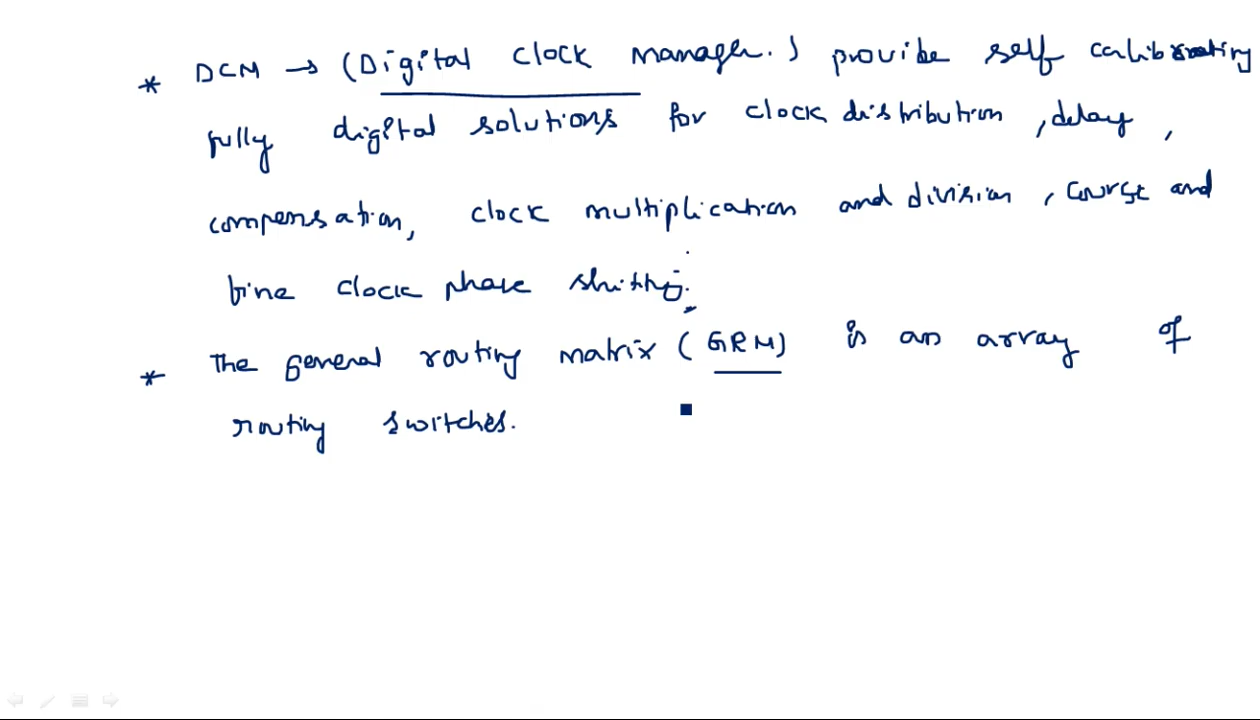 * DCM → (Digital clock manager.) provide self calibrating
fully digital solutions for clock distribution, delay,
compensation, clock multiplication and division, course and
fine clock phase shifting.
* The general routing matrix (GRM) is an array of
routing switches.